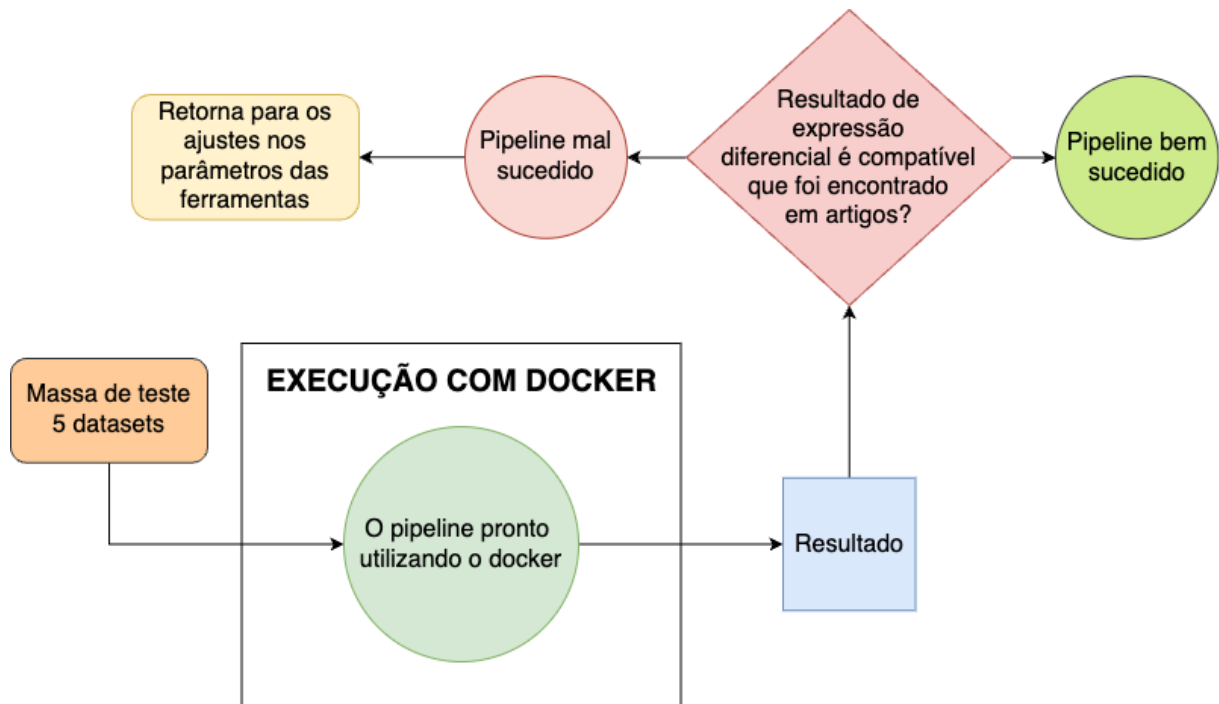 Retorna para os
ajustes nos
parâmetros das
ferramentas
Pipeline mal
sucedido
Resultado de
expressão
diferencial é compatível
que foi encontrado
em artigos?
Pipeline bem
sucedido
Massa de teste
5 datasets
EXECUÇÃO COM DOCKER
O pipeline pronto
utilizando o docker
Resultado